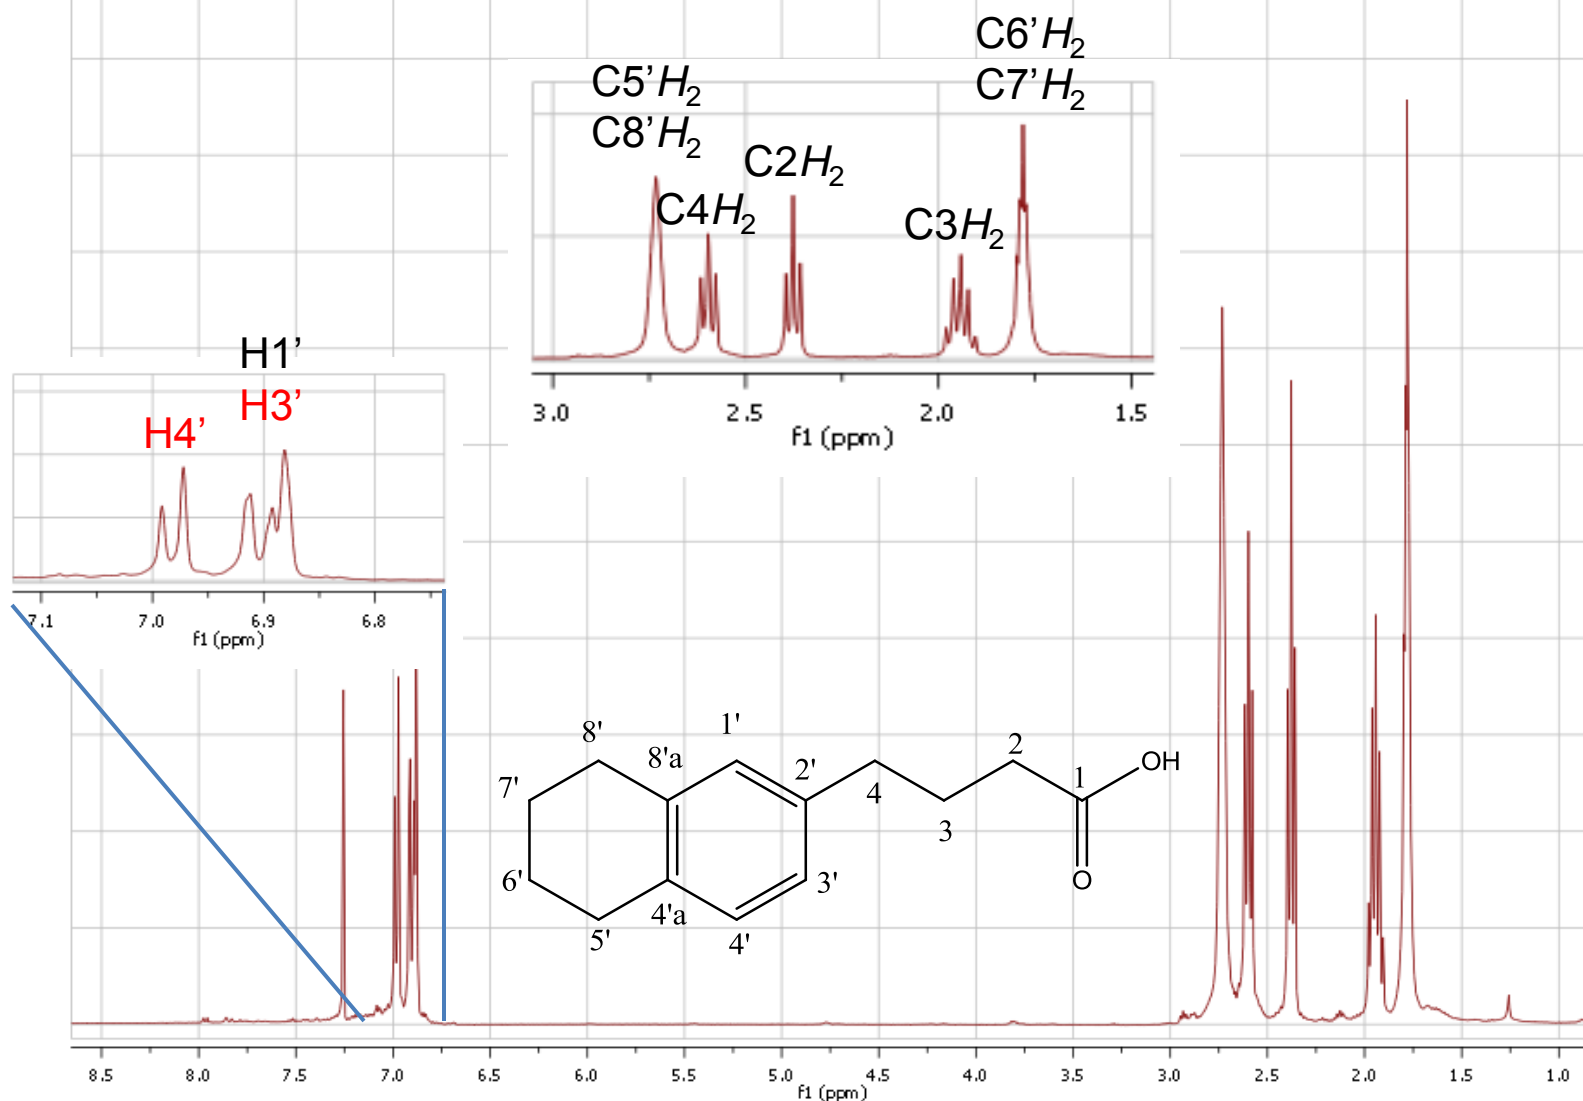 C6’H2
C7’H2
C5’H2
C8’H2
C2H2
C4H2
C3H2
3.0 2.5 2.0 1.5
f1 (ppm)
H1’
H3’
H4’
7.1 7.0 6.9 6.8
f1 (ppm)
8' 1' 2
8'a 2' 1 OH
7' 4
3
6' 3' O
4'a
5' 4'
8.5 8.0 7.5 7.0 6.5 6.0 5.5 5.0 4.5 4.0 3.5 3.0 2.5 2.0 1.5 1.0
f1 (ppm)